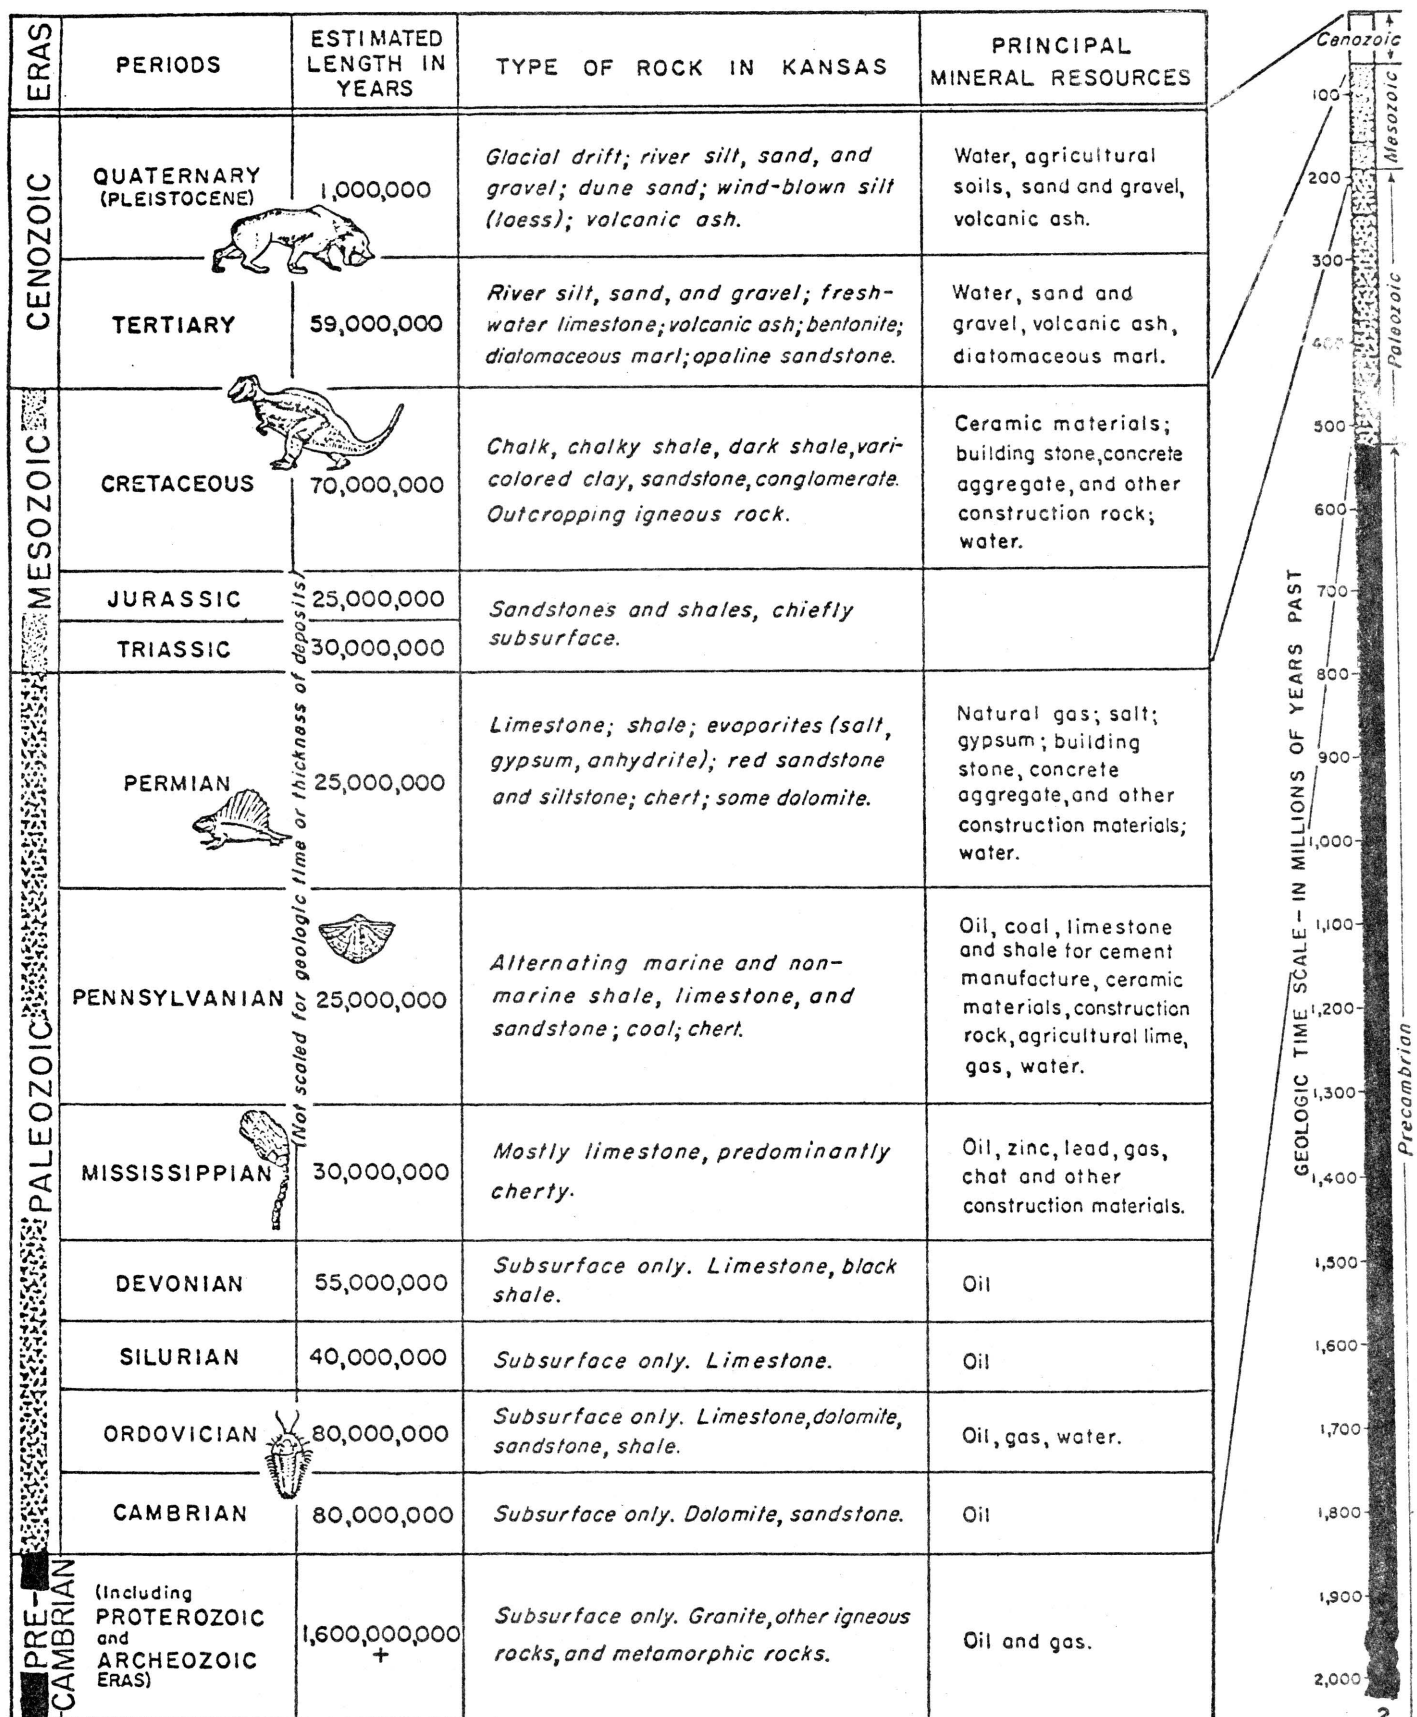 ERAS
PERIODS
ESTIMATED
LENGTH IN
YEARS
TYPE OF ROCK IN KANSAS
PRINCIPAL
MINERAL RESOURCES
CENOZOIC
QUATERNARY
(PLEISTOCENE)
1,000,000
Glacial drift; river silt, sand, and
gravel; dune sand; wind-blown silt
(loess); volcanic ash.
Water, agricultural
soils, sand and gravel,
volcanic ash.
TERTIARY
59,000,000
River silt, sand, and gravel; fresh-
water limestone; volcanic ash; bentonite;
diatomaceous marl; opaline sandstone.
Water, sand and
gravel, volcanic ash,
diatomaceous marl.
MESOZOIC
CRETACEOUS
70,000,000
Chalk, chalky shale, dark shale, vari-
colored clay, sandstone, conglomerate.
Outcropping igneous rock.
Ceramic materials;
building stone, concrete
aggregate, and other
construction rock;
water.
JURASSIC
25,000,000
TRIASSIC
30,000,000
Sandstones and shales, chiefly
subsurface.
(Not scaled for geologic time or thickness of deposits)
PALEOZOIC
PERMIAN
25,000,000
Limestone; shale; evaporites (salt,
gypsum, anhydrite); red sandstone
and siltstone; chert; some dolomite.
Natural gas; salt;
gypsum; building
stone, concrete
aggregate, and other
construction materials;
water.
PENNSYLVANIAN
25,000,000
Alternating marine and non-
marine shale, limestone, and
sandstone; coal; chert.
Oil, coal, limestone
and shale for cement
manufacture, ceramic
materials, construction
rock, agricultural lime,
gas, water.
MISSISSIPPIAN
30,000,000
Mostly limestone, predominantly
cherty.
Oil, zinc, lead, gas,
chat and other
construction materials.
DEVONIAN
55,000,000
Subsurface only. Limestone, black
shale.
Oil
SILURIAN
40,000,000
Subsurface only. Limestone.
Oil
ORDOVICIAN
80,000,000
Subsurface only. Limestone, dolomite,
sandstone, shale.
Oil, gas, water.
CAMBRIAN
80,000,000
Subsurface only. Dolomite, sandstone.
Oil
PRE-
-CAMBRIAN
(Including
PROTEROZOIC
and
ARCHEOZOIC
ERAS)
1,600,000,000
+
Subsurface only. Granite, other igneous
rocks, and metamorphic rocks.
Oil and gas.
GEOLOGIC TIME SCALE - IN MILLIONS OF YEARS PAST
100
200
300
400
500
600
700
800
900
1,000
1,100
1,200
1,300
1,400
1,500
1,600
1,700
1,800
1,900
2,000
?
Cenozoic
Mesozoic
Paleozoic
Precambrian